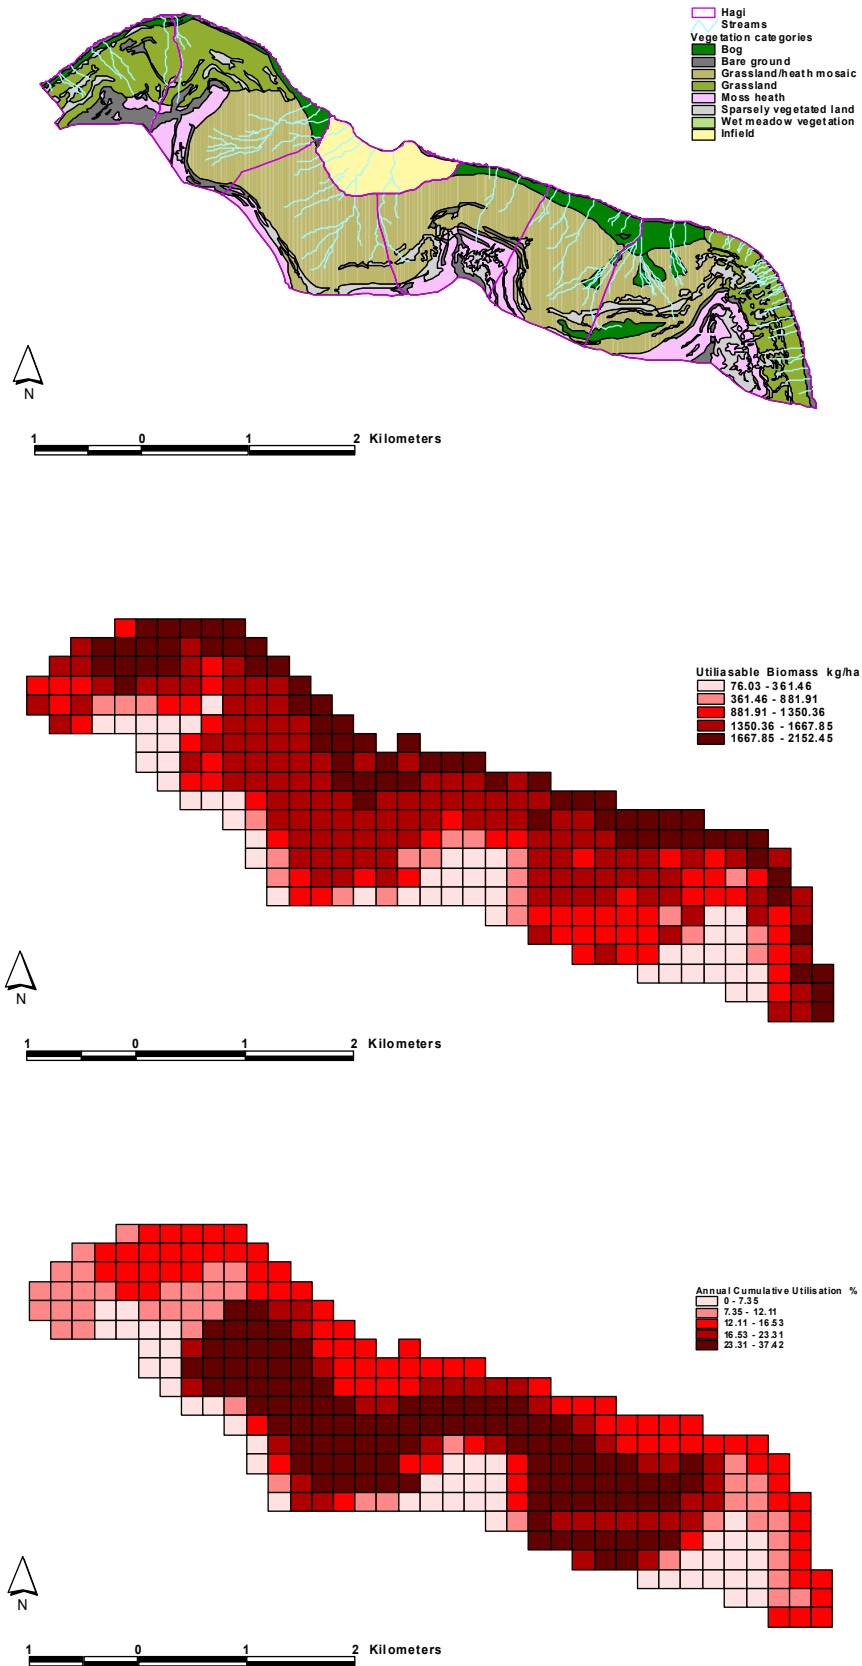 Hagi
Streams
Vegetation categories
Bog
Bare ground
Grassland/heath mosaic
Grassland
Moss heath
Sparsely vegetated land
Wet meadow vegetation
Infield
N
1 0 1 2 Kilometers
Utiliasable Biomass kg/ha
76.03 - 361.46
361.46 - 881.91
881.91 - 1350.36
1350.36 - 1667.85
1667.85 - 2152.45
N
1 0 1 2 Kilometers
Annual Cumulative Utilisation %
0 - 7.35
7.35 - 12.11
12.11 - 16.53
16.53 - 23.31
23.31 - 37.42
N
1 0 1 2 Kilometers